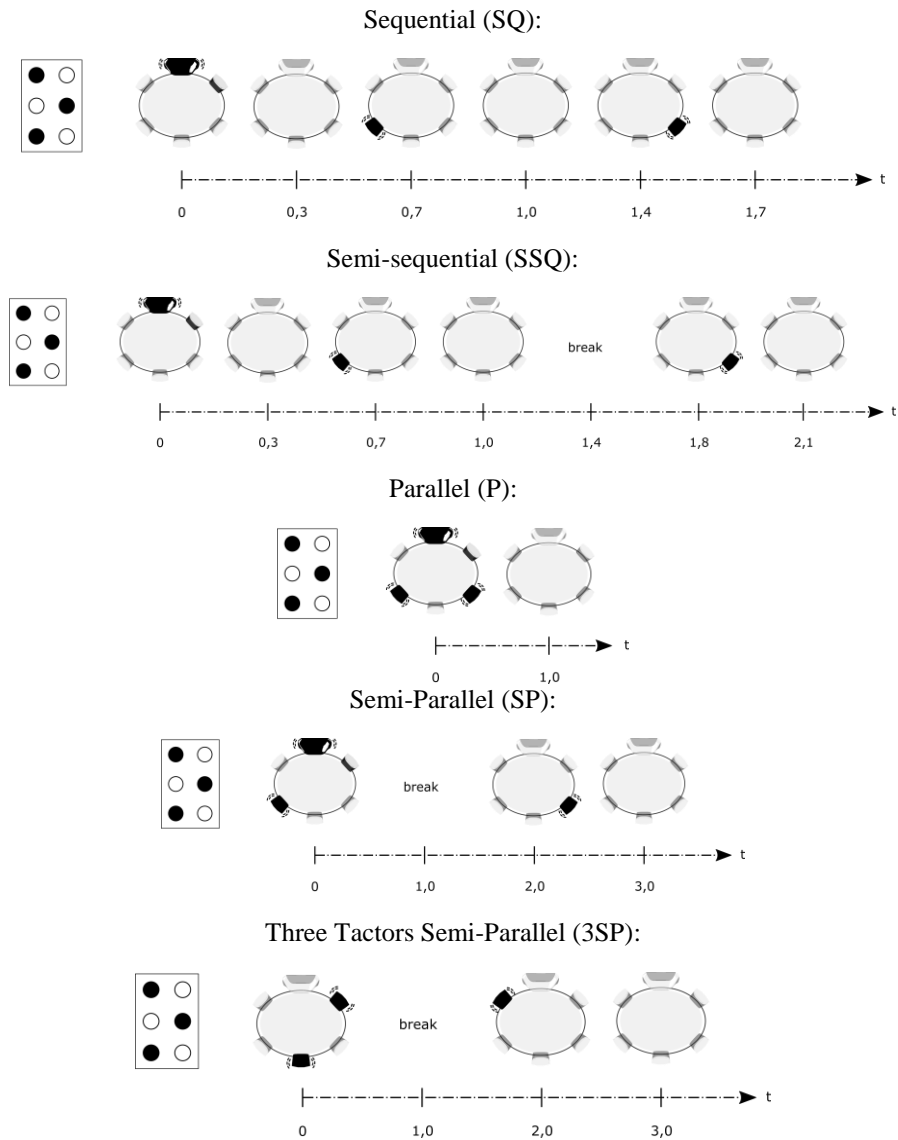 Sequential (SQ):
t
0 0,3 0,7 1,0 1,4 1,7
Semi-sequential (SSQ):
break
t
0 0,3 0,7 1,0 1,4 1,8 2,1
Parallel (P):
t
0 1,0
Semi-Parallel (SP):
break
t
0 1,0 2,0 3,0
Three Tactors Semi-Parallel (3SP):
break
t
0 1,0 2,0 3,0